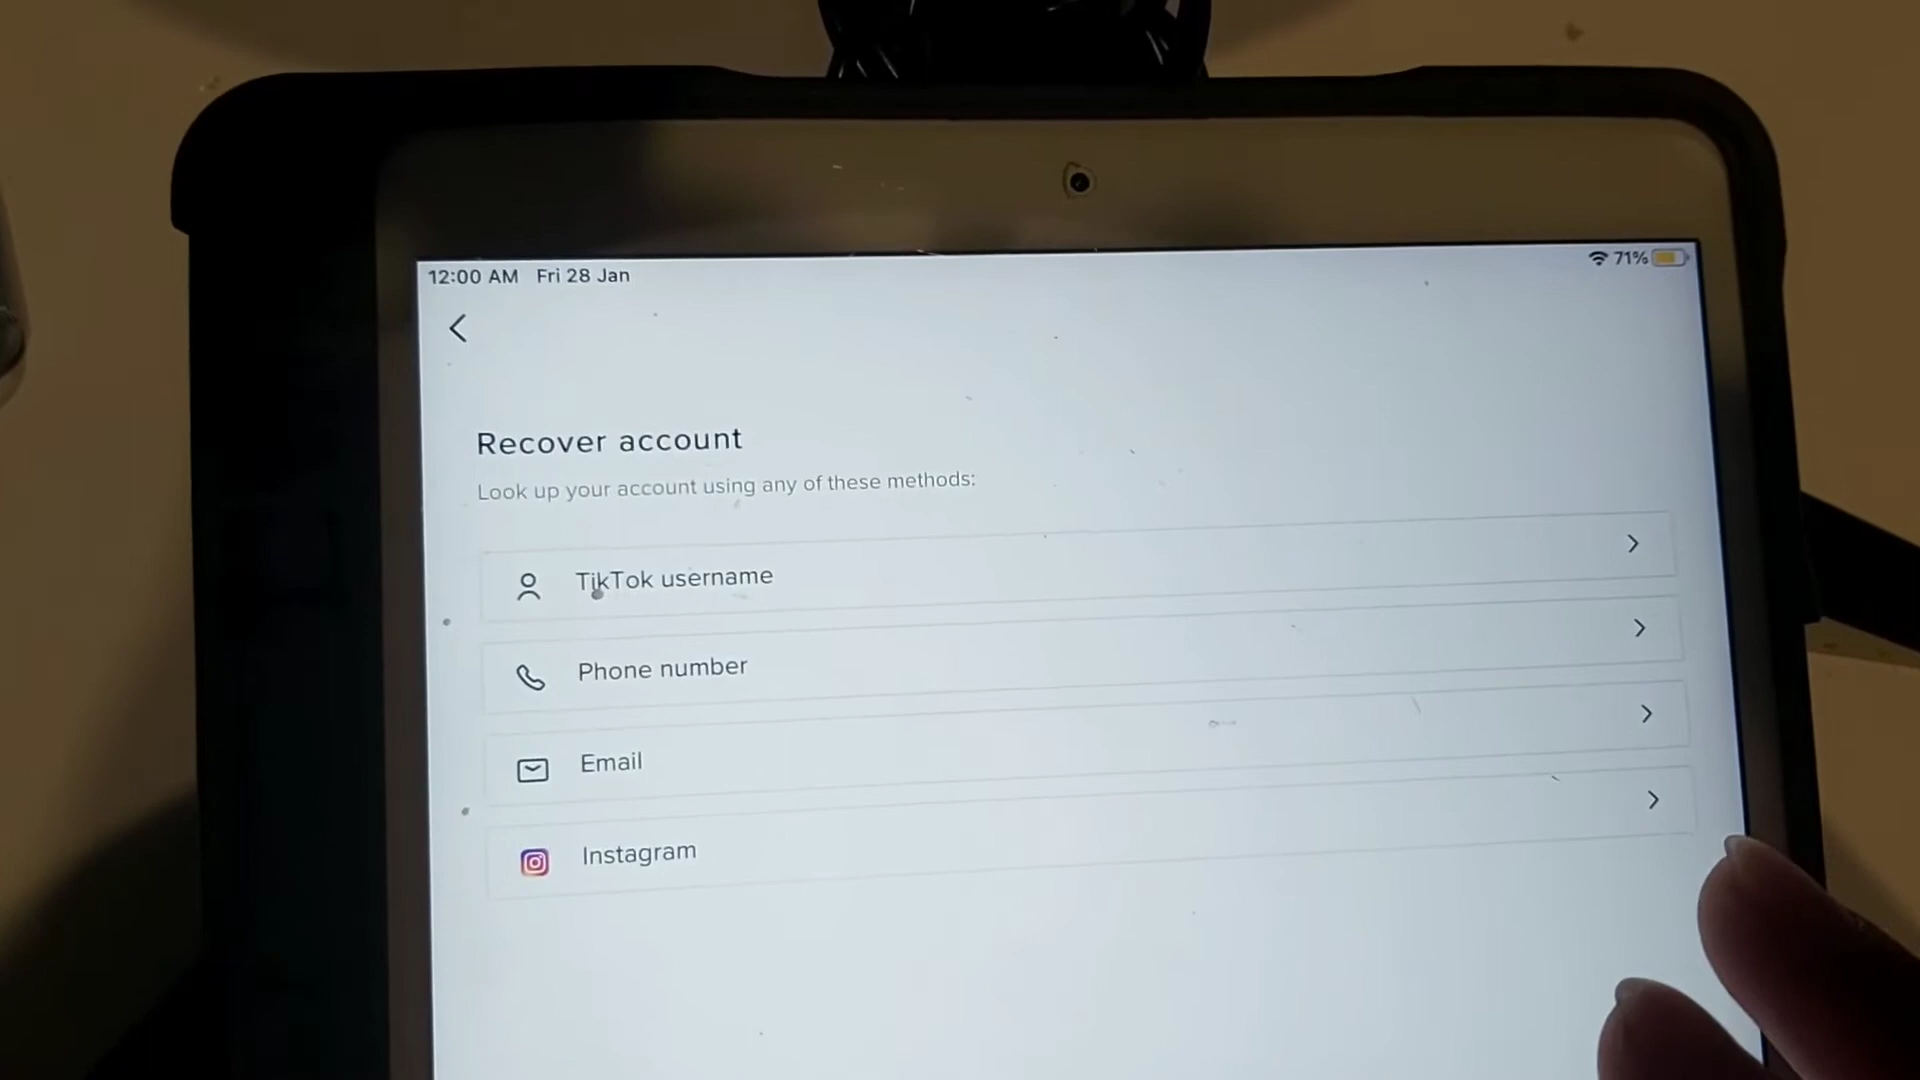 12:00 AM Fri 28 Jan
71%
Recover account
Look up your account using any of these methods:
TikTok username
Phone number
Email
Instagram